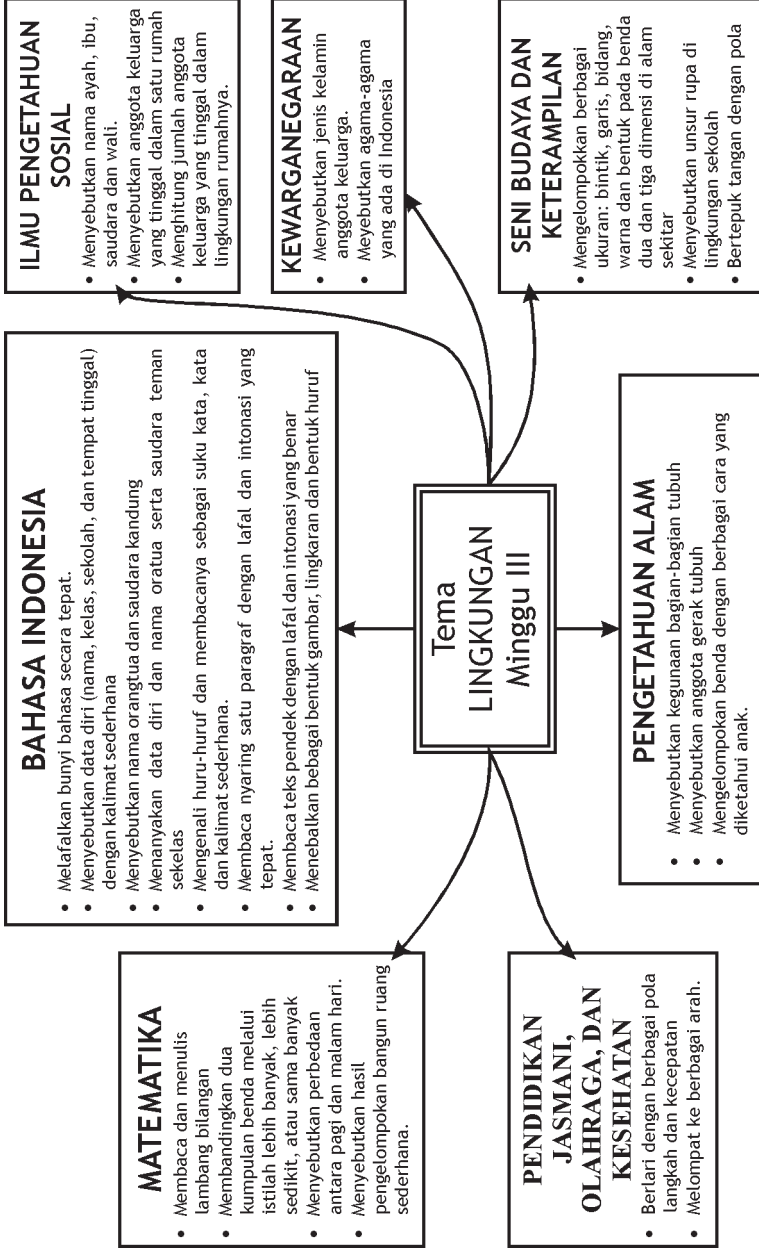 BAHASA INDONESIA
• Melafalkan bunyi bahasa secara tepat.
• Menyebutkan data diri (nama, kelas, sekolah, dan tempat tinggal)
dengan kalimat sederhana
• Menyebutkan nama orangtua dan saudara kandung
• Menanyakan data diri dan nama oratua serta saudara teman
sekelas
• Mengenali huru-huruf dan membacanya sebagai suku kata, kata
dan kalimat sederhana.
• Membaca nyaring satu paragraf dengan lafal dan intonasi yang
tepat.
• Membaca teks pendek dengan lafal dan intonasi yang benar
• Menebalkan bebagai bentuk gambar, lingkaran dan bentuk huruf
ILMU PENGETAHUAN
SOSIAL
• Menyebutkan nama ayah, ibu,
saudara dan wali.
• Menyebutkan anggota keluarga
yang tinggal dalam satu rumah
• Menghitung jumlah anggota
keluarga yang tinggal dalam
lingkungan rumahnya.
MATEMATIKA
• Membaca dan menulis
lambang bilangan
• Membandingkan dua
kumpulan benda melalui
istilah lebih banyak, lebih
sedikit, atau sama banyak
• Menyebutkan perbedaan
antara pagi dan malam hari.
• Menyebutkan hasil
pengelompokan bangun ruang
sederhana.
Tema
LINGKUNGAN
Minggu III
KEWARGANEGARAAN
• Menyebutkan jenis kelamin
anggota keluarga.
• Meyebutkan agama-agama
yang ada di Indonesia
PENDIDIKAN
JASMANI,
OLAHRAGA, DAN
KESEHATAN
• Berlari dengan berbagai pola
langkah dan kecepatan
• Melompat ke berbagai arah.
PENGETAHUAN ALAM
• Menyebutkan kegunaan bagian-bagian tubuh
• Menyebutkan anggota gerak tubuh
• Mengelompokan benda dengan berbagai cara yang
diketahui anak.
SENI BUDAYA DAN
KETERAMPILAN
• Mengelompokkan berbagai
ukuran: bintik, garis, bidang,
warna dan bentuk pada benda
dua dan tiga dimensi di alam
sekitar
• Menyebutkan unsur rupa di
lingkungan sekolah
• Bertepuk tangan dengan pola